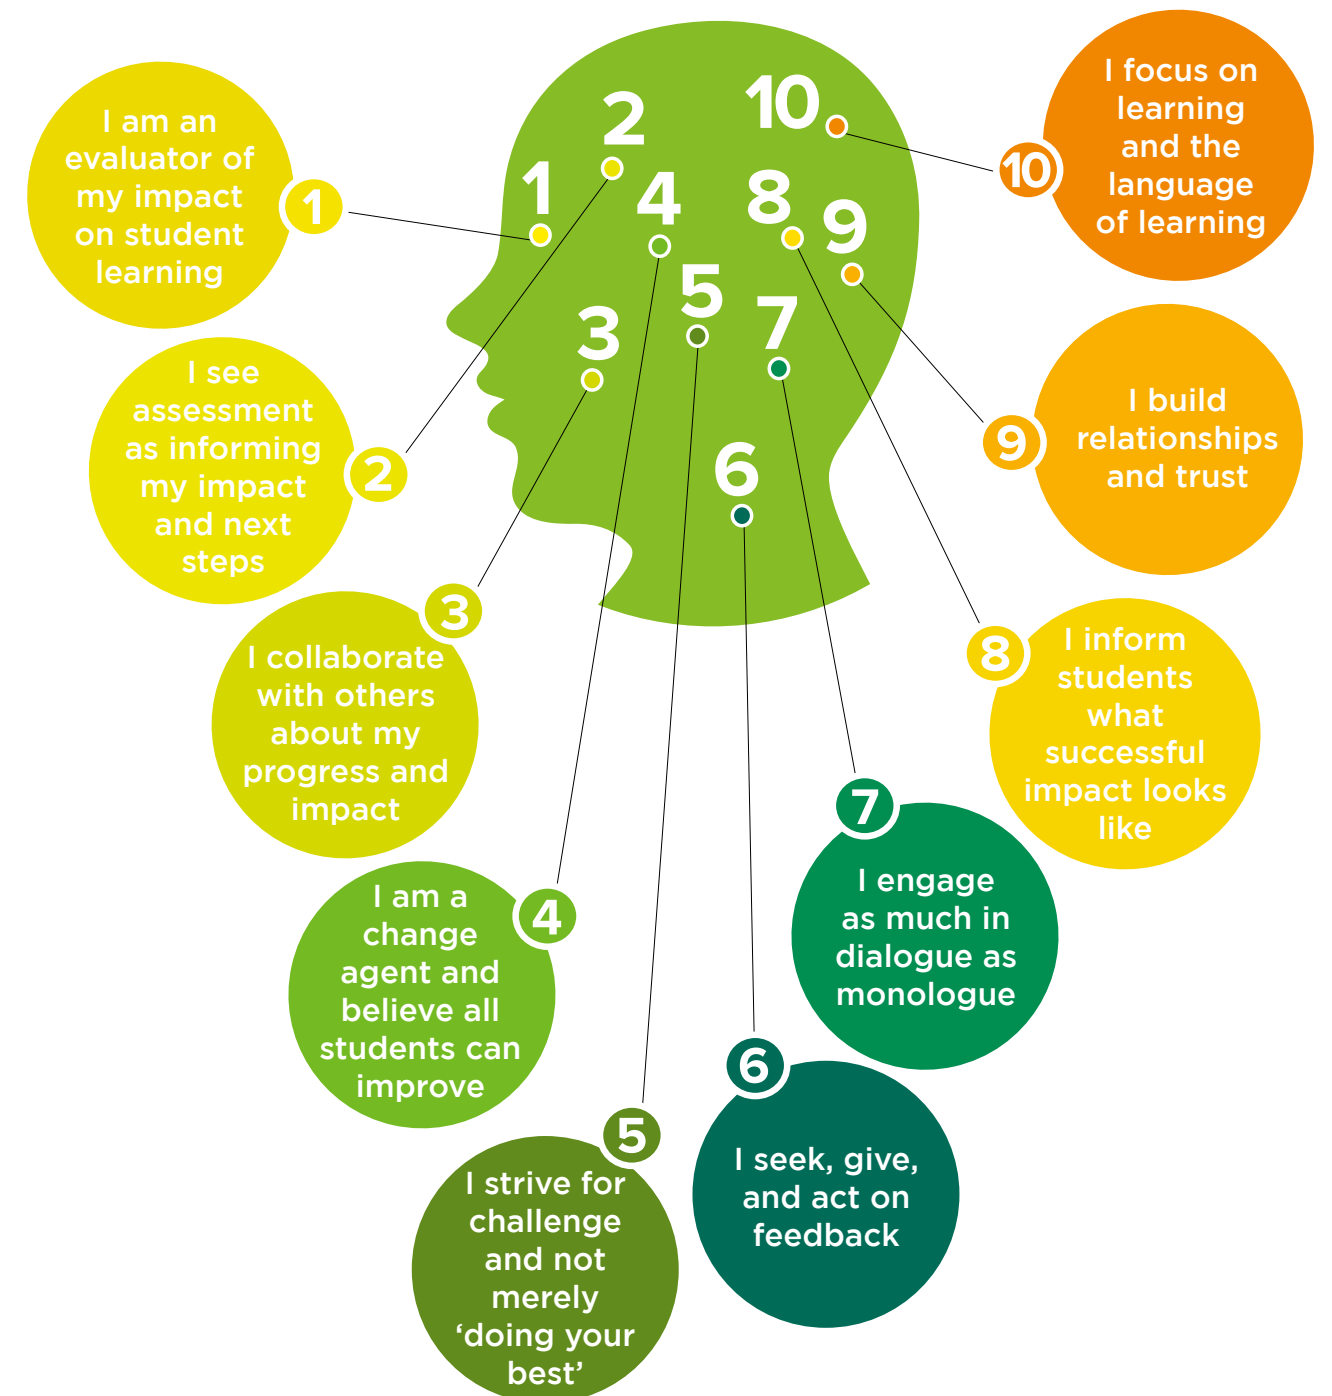 1
2
3
4
5
6
7
8
9
10
I am an
evaluator of
my impact
on student
learning
1
I see
assessment
as informing
my impact
and next
steps
2
3
I collaborate
with others
about my
progress and
impact
4
I am a
change
agent and
believe all
students can
improve
5
I strive for
challenge
and not
merely
‘doing your
best’
6
I seek, give,
and act on
feedback
7
I engage
as much in
dialogue as
monologue
8
I inform
students
what
successful
impact looks
like
9
I build
relationships
and trust
10
I focus on
learning
and the
language
of learning